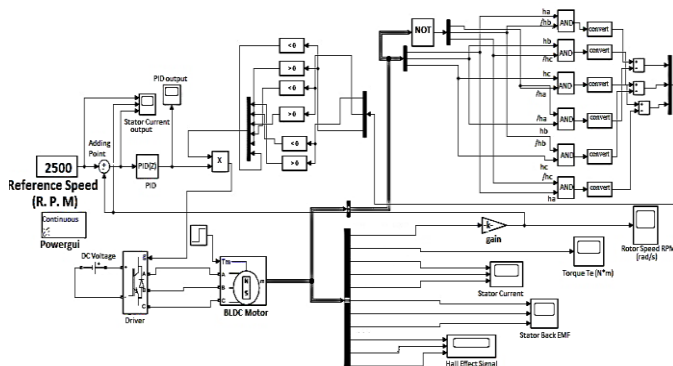 ha
/hb
AND
convert
NOT
hb
/hc
AND
convert
<0
>0
<0
>0
<0
>0
hc
/ha
AND
convert
PID output
Stator Current
output
AND
convert
/ha
hb
Adding
Point
2500
PID(Z)
PID
X
/hb
AND
convert
hc
Reference Speed
(R. P. M)
/hc
AND
convert
ha
Continuous
Powergui
gain
Rotor Speed RPM
(rad/s)
Torque Te (N*m)
DC Voltage
g
A
B
C
Driver
Tm
A
B
C
N
S
m
BLDC Motor
Stator Current
Stator Back EMF
Hall Effect Signal